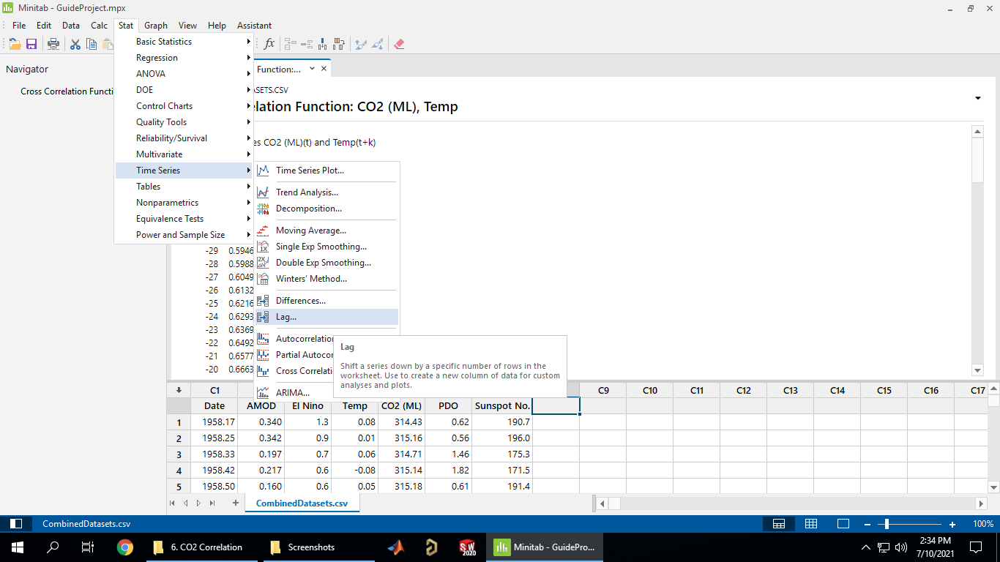 Minitab - GuideProject.mpx
File Edit Data Calc Stat Graph View Help Assistant
fx
Navigator
Cross Correlation Functi
Function:...
ASETS.CSV
elation Function: CO2 (ML), Temp
es CO2 (ML)(t) and Temp(t+k)
Basic Statistics
Regression
ANOVA
DOE
Control Charts
Quality Tools
Reliability/Survival
Multivariate
Time Series
Tables
Nonparametrics
Equivalence Tests
Power and Sample Size
Time Series Plot...
Trend Analysis...
Decomposition...
Moving Average...
Single Exp Smoothing...
Double Exp Smoothing...
Winters' Method...
Differences...
Lag...
Autocorrelation
Partial Autocor
Cross Correlati
ARIMA...
Lag
Shift a series down by a specific number of rows in the
worksheet. Use to create a new column of data for custom
analyses and plots.
-29 0.5946
-28 0.5988
-27 0.6049
-26 0.6132
-25 0.6216
-24 0.6293
-23 0.6369
-22 0.6492
-21 0.6577
-20 0.6663
C1 C9 C10 C11 C12 C13 C14 C15 C16 C17
Date AMOD El Nino Temp CO2 (ML) PDO Sunspot No.
1 1958.17 0.340 1.3 0.08 314.43 0.62 190.7
2 1958.25 0.342 0.9 0.01 315.16 0.56 196.0
3 1958.33 0.197 0.7 0.06 314.71 1.46 175.3
4 1958.42 0.217 0.6 -0.08 315.14 1.82 171.5
5 1958.50 0.160 0.6 0.05 315.18 0.61 191.4
CombinedDatasets.csv
CombinedDatasets.csv
100%
6. CO2 Correlation
Screenshots
SW
2020
Minitab - GuidePro...
2:34 PM
7/10/2021